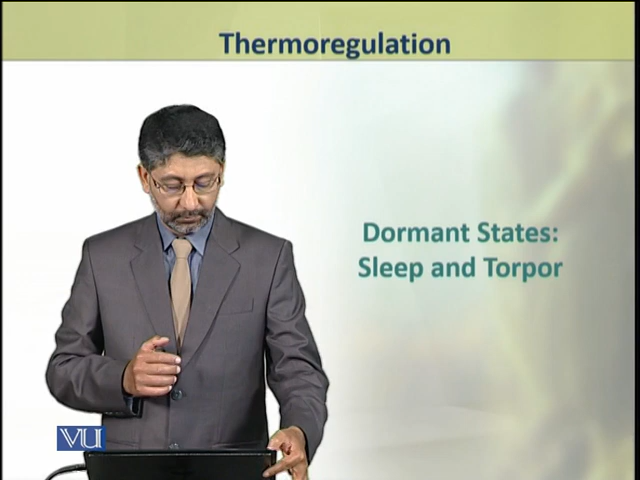 Thermoregulation
Dormant States:
Sleep and Torpor
VU